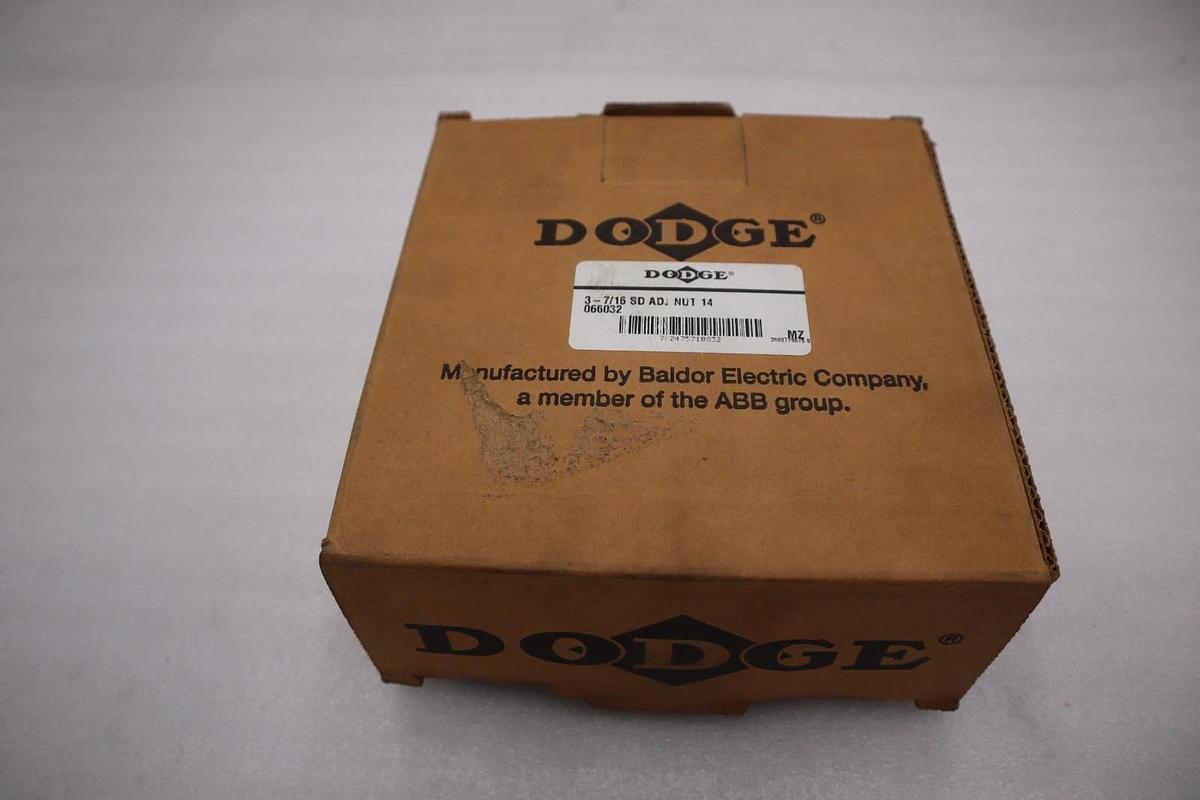 DODGE®
DODGE®
3-7/16 SD ADJ NUT 14
066032
MZ
782475718832
Manufactured by Baldor Electric Company,
a member of the ABB group.
DODGE®